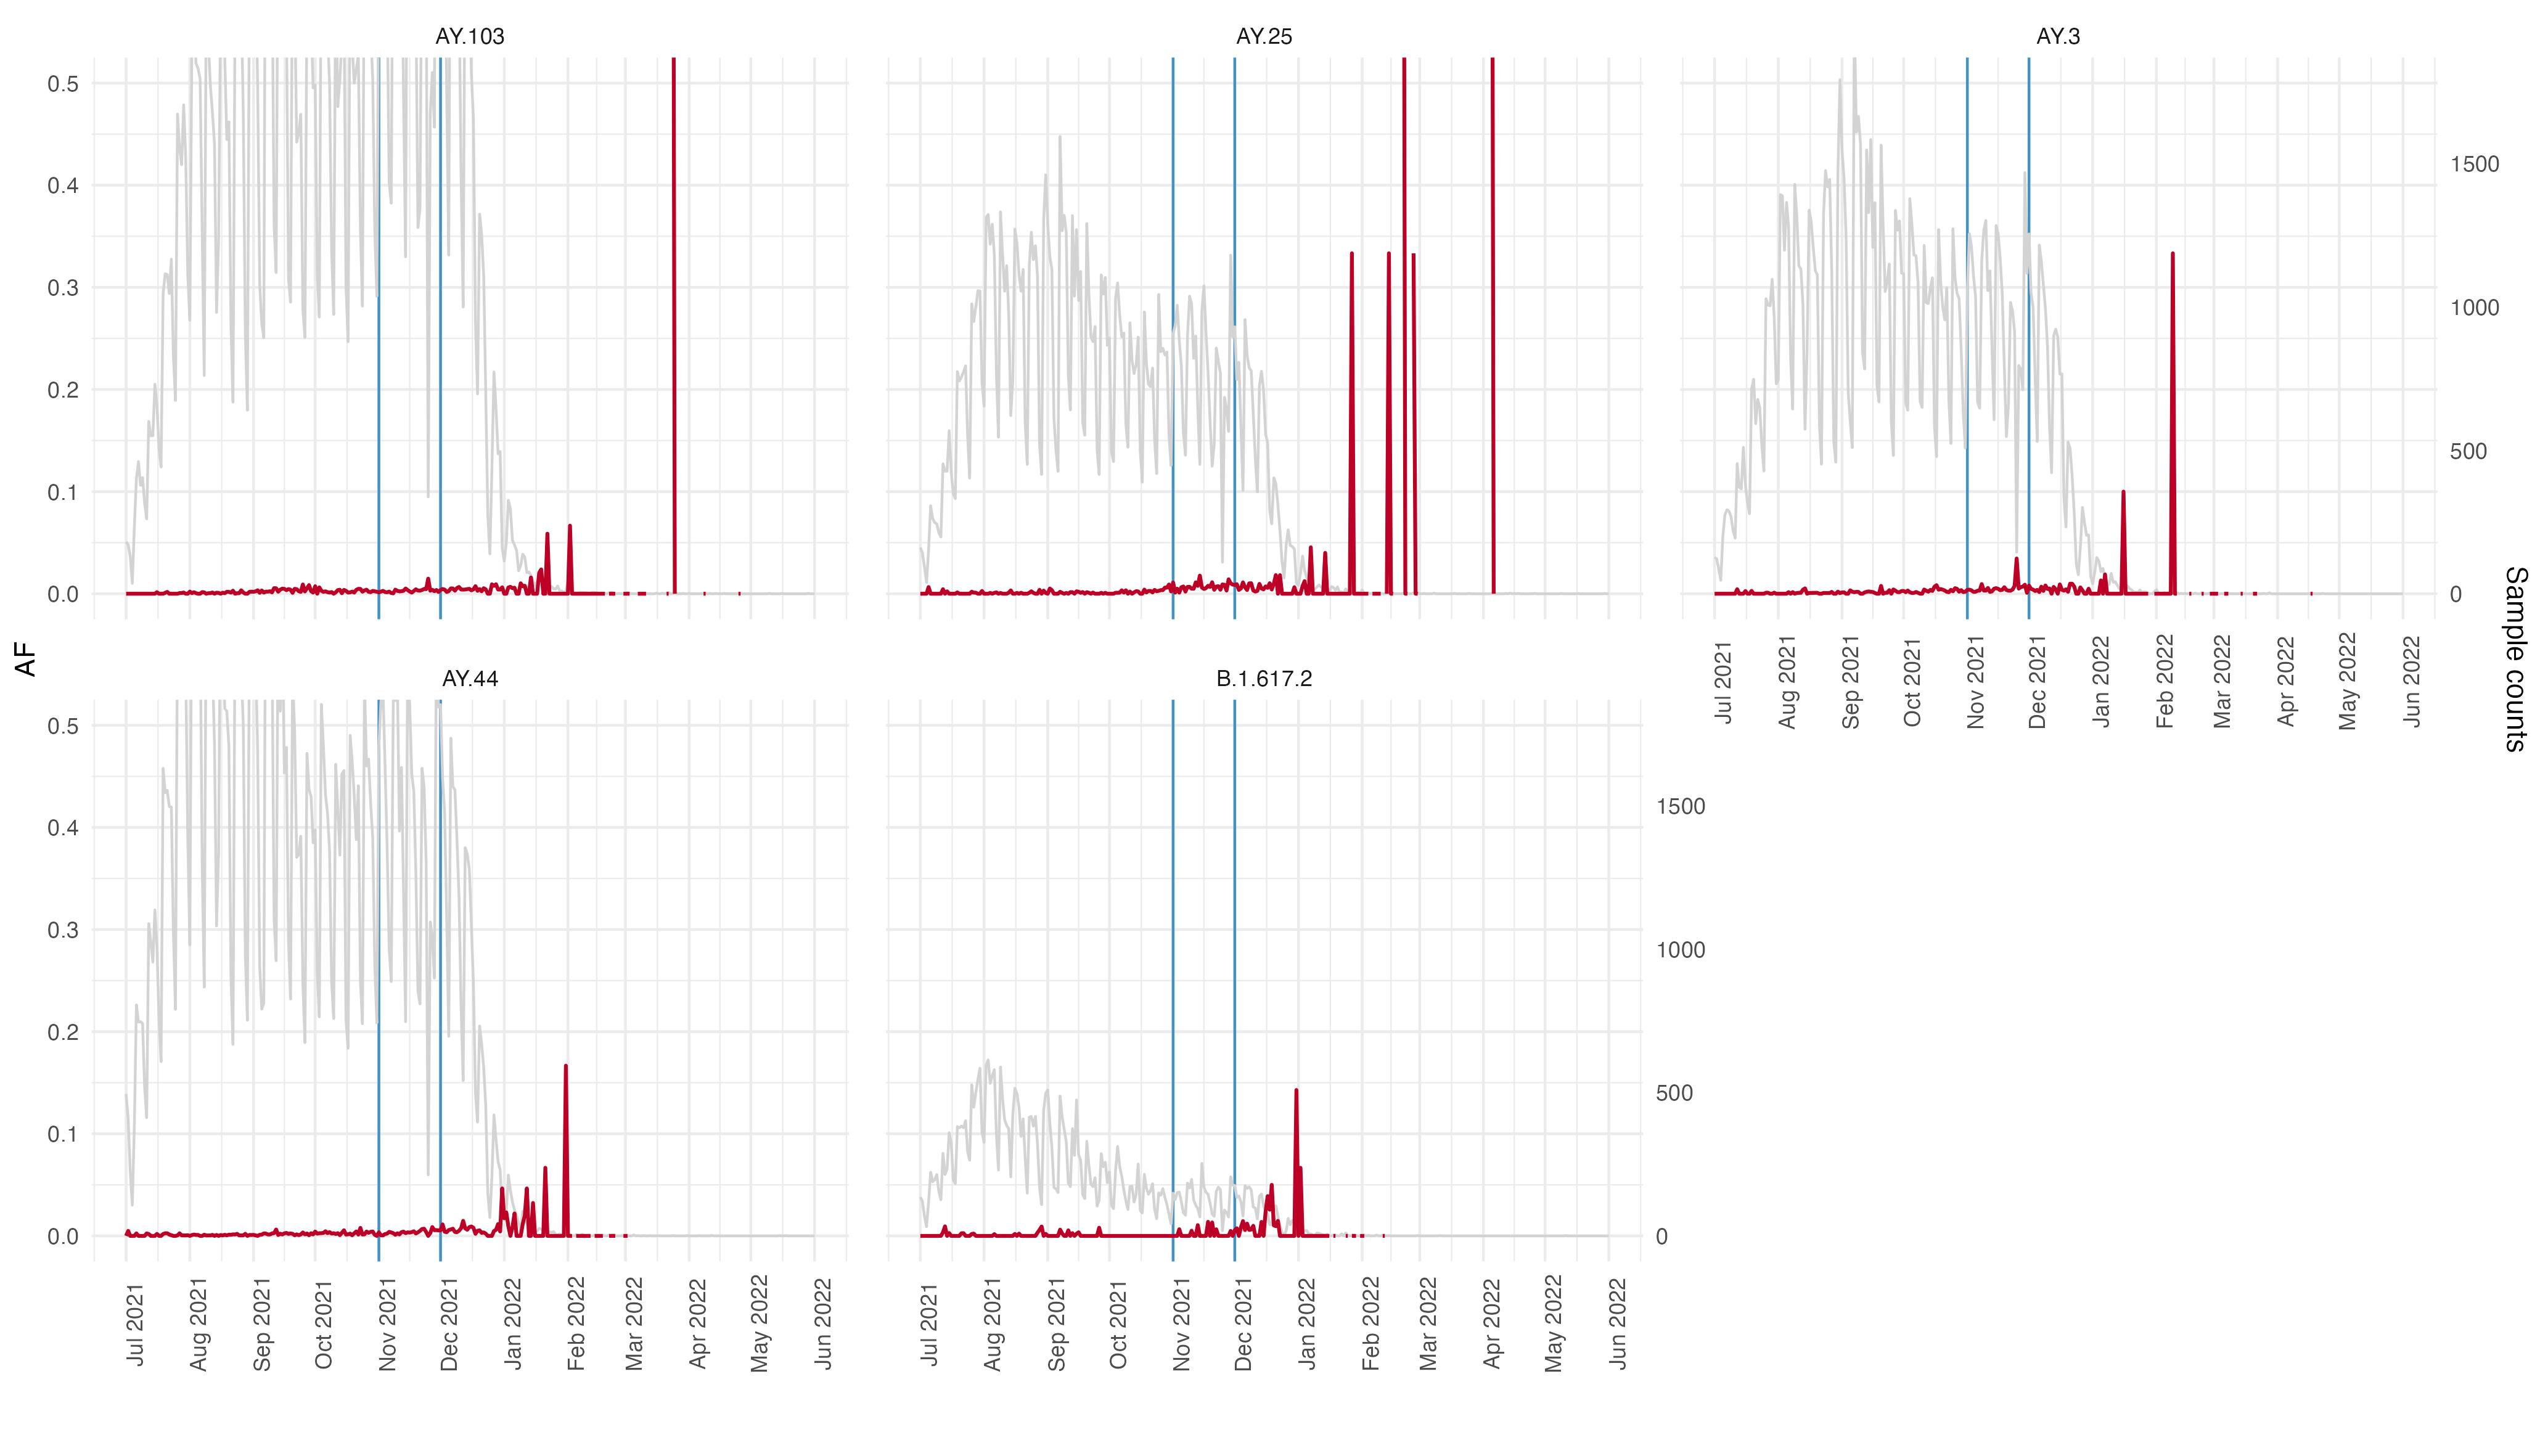 AY.103
AY.25
AY.3
0.5
0.4
0.3
0.2
0.1
0.0
1500
1000
500
0
Jul 2021
Aug 2021
Sep 2021
Oct 2021
Nov 2021
Dec 2021
Jan 2022
Feb 2022
Mar 2022
Apr 2022
May 2022
Jun 2022
AF
Sample counts
AY.44
B.1.617.2
0.5
0.4
0.3
0.2
0.1
0.0
1500
1000
500
0
Jul 2021
Aug 2021
Sep 2021
Oct 2021
Nov 2021
Dec 2021
Jan 2022
Feb 2022
Mar 2022
Apr 2022
May 2022
Jun 2022
Jul 2021
Aug 2021
Sep 2021
Oct 2021
Nov 2021
Dec 2021
Jan 2022
Feb 2022
Mar 2022
Apr 2022
May 2022
Jun 2022